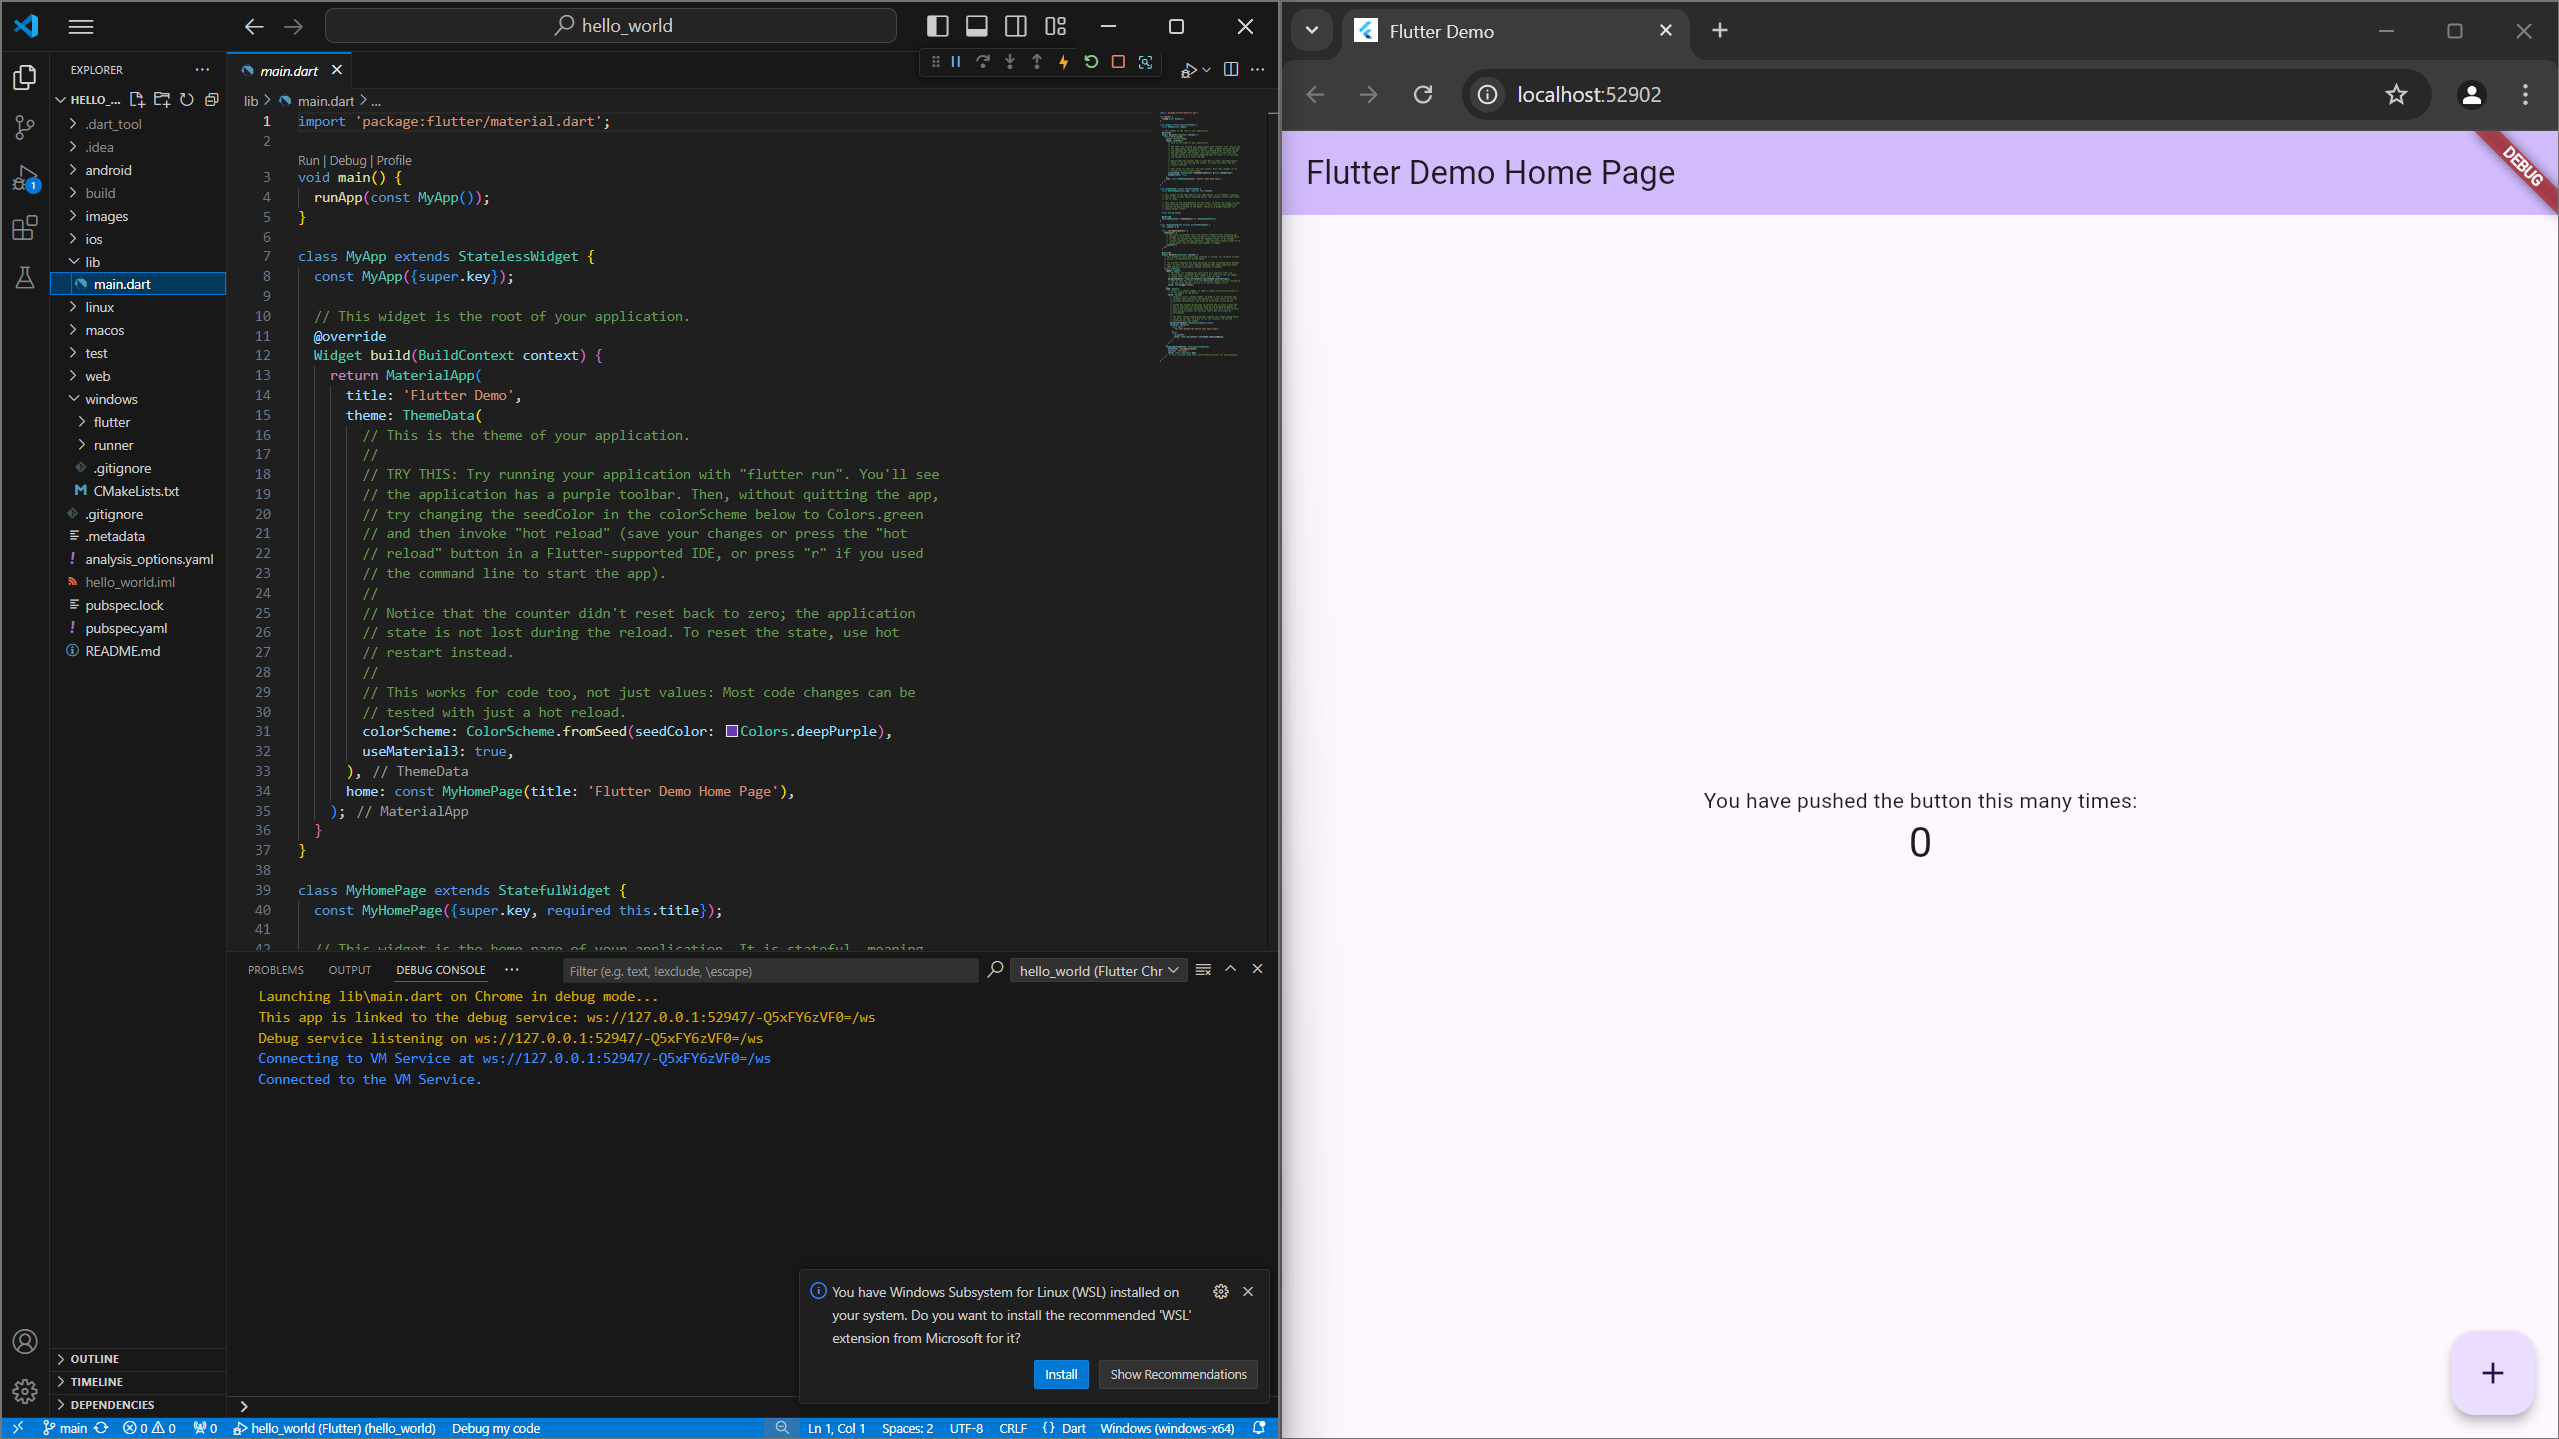 hello_world
EXPLORER
HELLO_...
.dart_tool
.idea
android
build
images
ios
lib
main.dart
linux
macos
test
web
windows
flutter
runner
.gitignore
CMakeLists.txt
.gitignore
.metadata
analysis_options.yaml
hello_world.iml
pubspec.lock
pubspec.yaml
README.md
OUTLINE
TIMELINE
DEPENDENCIES
main.dart
lib > main.dart > ...
1 import 'package:flutter/material.dart';
2
Run | Debug | Profile
3 void main() {
4 runApp(const MyApp());
5 }
6
7 class MyApp extends StatelessWidget {
8 const MyApp({super.key});
9
10 // This widget is the root of your application.
11 @override
12 Widget build(BuildContext context) {
13 return MaterialApp(
14 title: 'Flutter Demo',
15 theme: ThemeData(
16 // This is the theme of your application.
17 //
18 // TRY THIS: Try running your application with "flutter run". You'll see
19 // the application has a purple toolbar. Then, without quitting the app,
20 // try changing the seedColor in the colorScheme below to Colors.green
21 // and then invoke "hot reload" (save your changes or press the "hot
22 // reload" button in a Flutter-supported IDE, or press "r" if you used
23 // the command line to start the app).
24 //
25 // Notice that the counter didn't reset back to zero; the application
26 // state is not lost during the reload. To reset the state, use hot
27 // restart instead.
28 //
29 // This works for code too, not just values: Most code changes can be
30 // tested with just a hot reload.
31 colorScheme: ColorScheme.fromSeed(seedColor: Colors.deepPurple),
32 useMaterial3: true,
33 ), // ThemeData
34 home: const MyHomePage(title: 'Flutter Demo Home Page'),
35 ); // MaterialApp
36 }
37 }
38
39 class MyHomePage extends StatefulWidget {
40 const MyHomePage({super.key, required this.title});
41
42 // This widget is the home page of your application. It is stateful, meaning
PROBLEMS OUTPUT DEBUG CONSOLE ... Filter (e.g. text, !exclude, \escape) hello_world (Flutter Chr
Launching lib\main.dart on Chrome in debug mode...
This app is linked to the debug service: ws://127.0.0.1:52947/-Q5xFY6zVF0=/ws
Debug service listening on ws://127.0.0.1:52947/-Q5xFY6zVF0=/ws
Connecting to VM Service at ws://127.0.0.1:52947/-Q5xFY6zVF0=/ws
Connected to the VM Service.
You have Windows Subsystem for Linux (WSL) installed on
your system. Do you want to install the recommended 'WSL'
extension from Microsoft for it?
Install Show Recommendations
main 0 0 0 hello_world (Flutter) (hello_world) Debug my code Ln 1, Col 1 Spaces: 2 UTF-8 CRLF {} Dart Windows (windows-x64)
1
Flutter Demo
localhost:52902
Flutter Demo Home Page
DEBUG
You have pushed the button this many times:
0
+